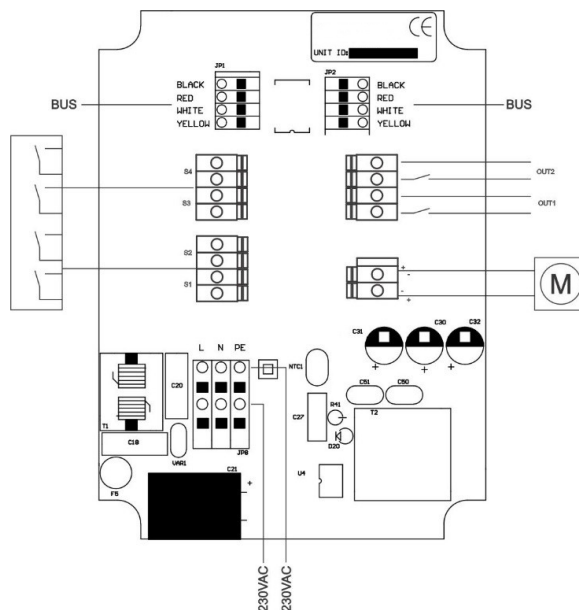 CE
UNIT ID:
JP1
JP2
BLACK
RED
WHITE
YELLOW
BLACK
RED
WHITE
YELLOW
BUS
BUS
S4
S3
S2
S1
OUT2
OUT1
+
-
-
+
M
C31
C30
C32
+
+
+
L N PE
NTC1
C20
C51
C50
R41
C27
T2
T1
C18
VAR1
JP8
D20
F5
C21
+
U4
230VAC
230VAC